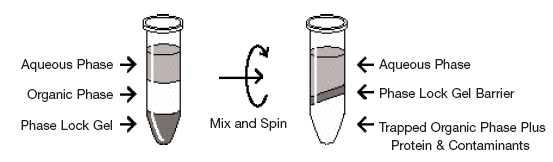 Aqueous Phase
Organic Phase
Phase Lock Gel
Mix and Spin
Aqueous Phase
Phase Lock Gel Barrier
Trapped Organic Phase Plus
Protein & Contaminants